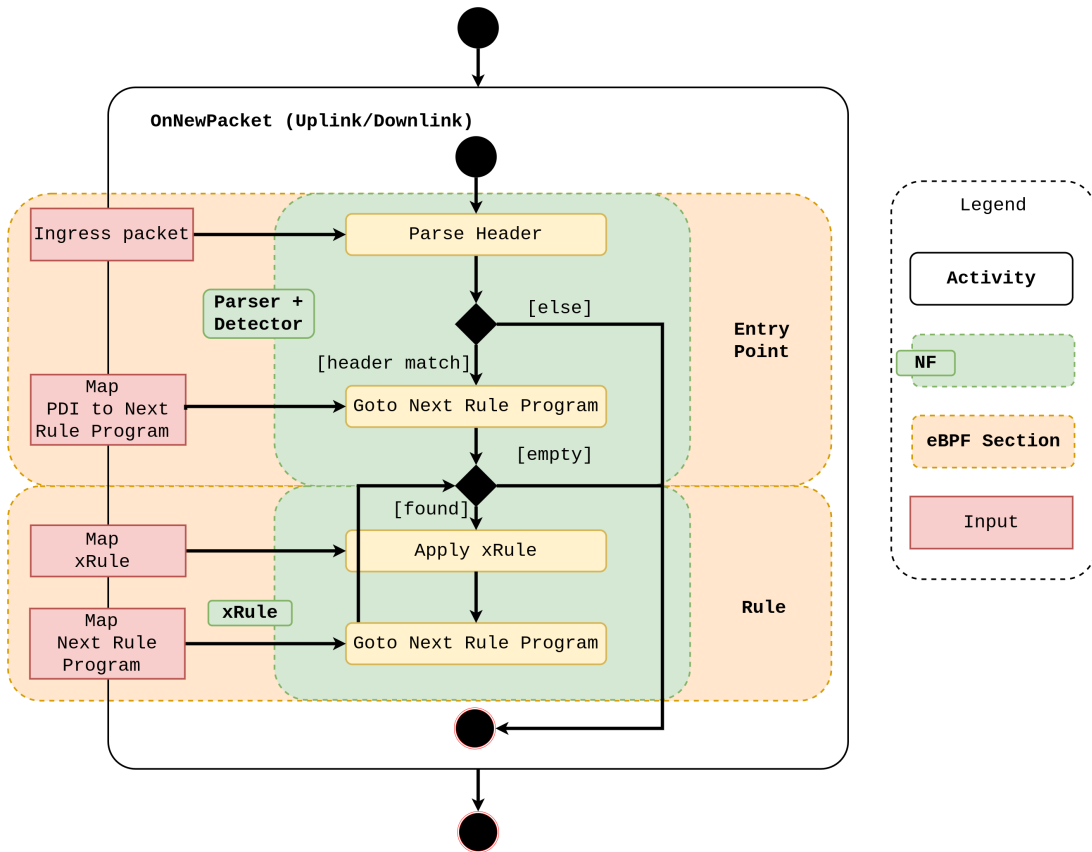 OnNewPacket (Uplink/Downlink)
Ingress packet
Parse Header
Legend
Activity
Parser +
Detector
[else]
Entry
Point
NF
[header match]
Map
PDI to Next
Rule Program
Goto Next Rule Program
eBPF Section
[empty]
[found]
Input
Map
xRule
Apply xRule
xRule
Rule
Map
Next Rule
Program
Goto Next Rule Program